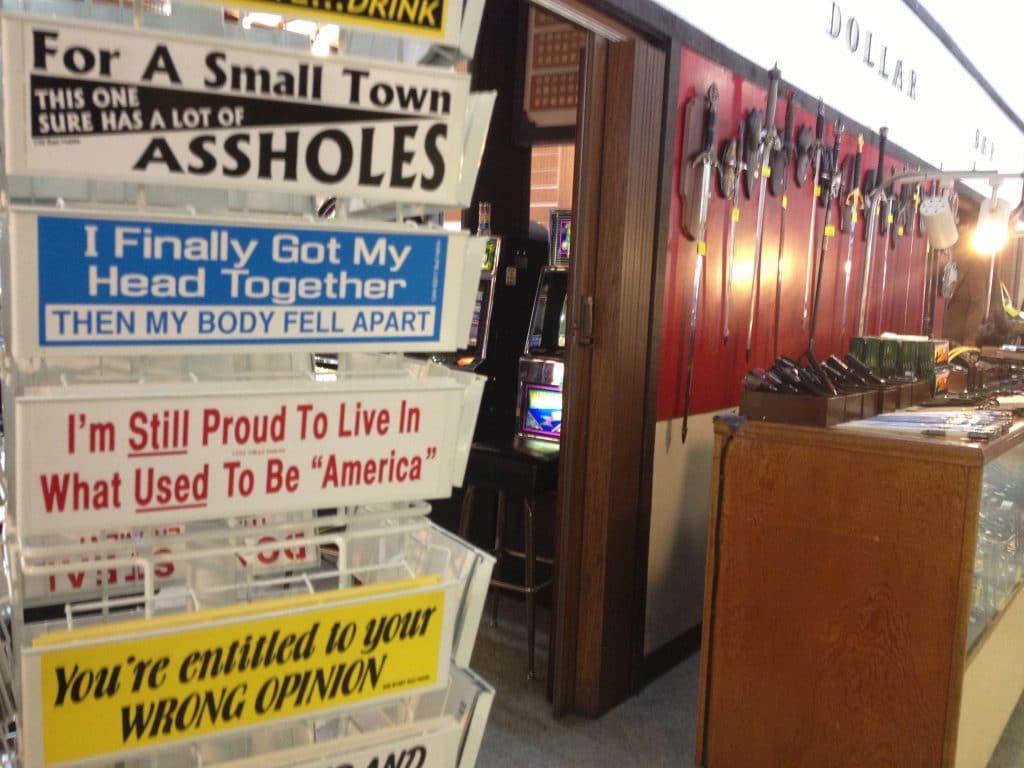 DRINK
For A Small Town
THIS ONE
SURE HAS A LOT OF
ASSHOLES
I Finally Got My
Head Together
THEN MY BODY FELL APART
I'm Still Proud To Live In
What Used To Be "America"
You're entitled to your
WRONG OPINION
AND
DOLLAR